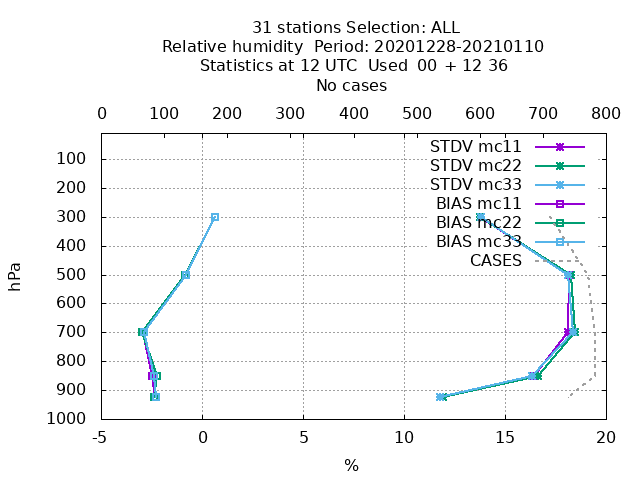 31 stations Selection: ALL
Relative humidity  Period: 20201228-20210110
Statistics at 12 UTC  Used  00 + 12 36
No cases
0 100 200 300 400 500 600 700 800
STDV mc11
STDV mc22
STDV mc33
BIAS mc11
BIAS mc22
BIAS mc33
CASES
100
200
300
400
500
600
700
800
900
1000
hPa
-5 0 5 10 15 20
%